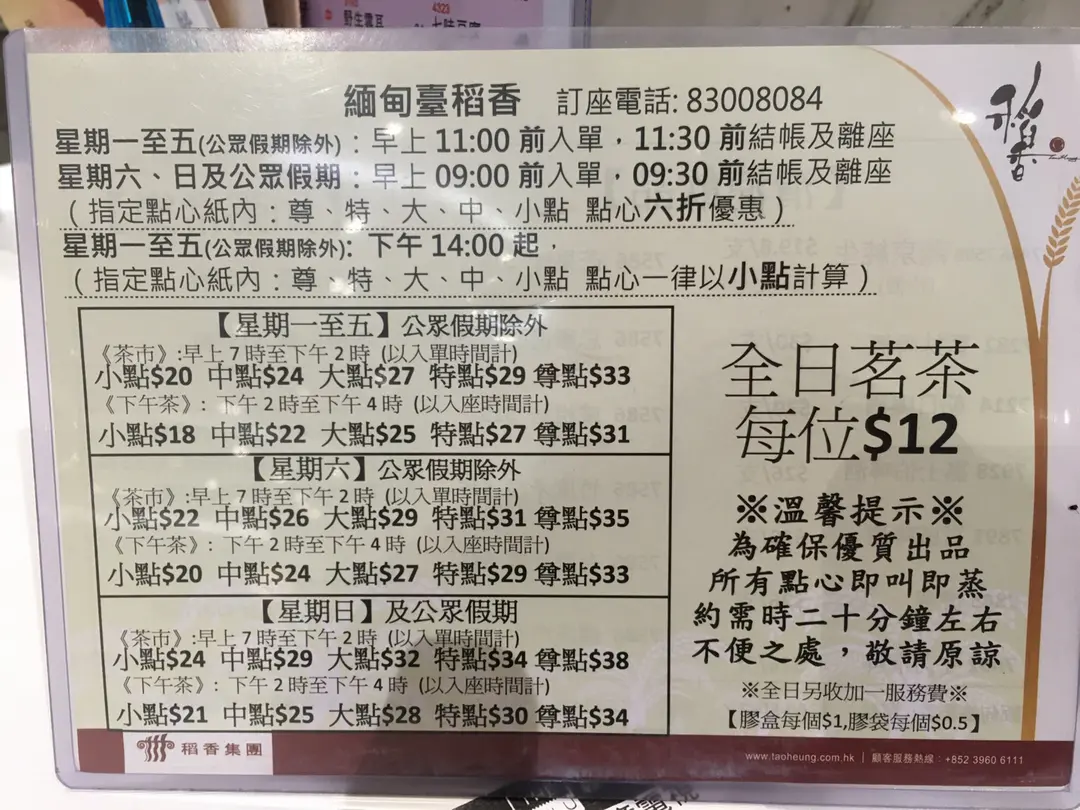 野生雲耳
4323
緬甸臺稻香 訂座電話: 83008084
星期一至五(公眾假期除外)：早上 11:00 前入單，11:30 前結帳及離座
星期六、日及公眾假期：早上 09:00 前入單，09:30 前結帳及離座
（指定點心紙內：尊、特、大、中、小點 點心六折優惠）
星期一至五(公眾假期除外): 下午 14:00 起，
（指定點心紙內：尊、特、大、中、小點 點心一律以小點計算）
【星期一至五】公眾假期除外
《茶市》:早上 7 時至下午 2 時 (以入單時間計)
小點$20 中點$24 大點$27 特點$29 尊點$33
《下午茶》: 下午 2 時至下午 4 時 (以入座時間計)
小點$18 中點$22 大點$25 特點$27 尊點$31
【星期六】公眾假期除外
《茶市》:早上 7 時至下午 2 時 (以入單時間計)
小點$22 中點$26 大點$29 特點$31 尊點$35
《下午茶》: 下午 2 時至下午 4 時 (以入座時間計)
小點$20 中點$24 大點$27 特點$29 尊點$33
【星期日】及公眾假期
《茶市》:早上 7 時至下午 2 時 (以入單時間計)
小點$24 中點$29 大點$32 特點$34 尊點$38
《下午茶》: 下午 2 時至下午 4 時 (以入座時間計)
小點$21 中點$25 大點$28 特點$30 尊點$34
稻香
全日茗茶
每位$12
※溫馨提示※
為確保優質出品
所有點心即叫即蒸
約需時二十分鐘左右
不便之處，敬請原諒
※全日另收加一服務費※
【膠盒每個$1,膠袋每個$0.5】
稻香集團
www.taoheung.com.hk | 顧客服務熱線：+852 3960 6111